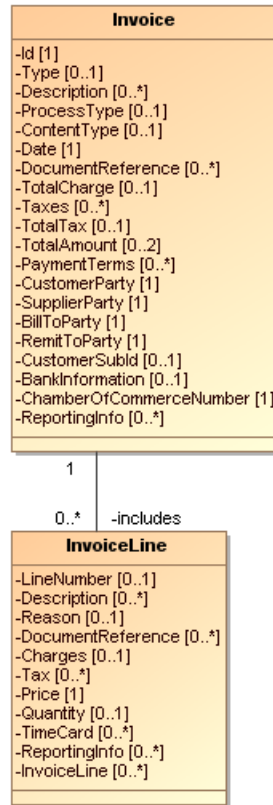 Invoice
-Id [1]
-Type [0..1]
-Description [0..*]
-ProcessType [0..1]
-ContentType [0..1]
-Date [1]
-DocumentReference [0..*]
-TotalCharge [0..1]
-Taxes [0..*]
-TotalTax [0..1]
-TotalAmount [0..2]
-PaymentTerms [0..*]
-CustomerParty [1]
-SupplierParty [1]
-BillToParty [1]
-RemitToParty [1]
-CustomerSubId [0..1]
-BankInformation [0..1]
-ChamberOfCommerceNumber [1]
-ReportingInfo [0..*]
1
0..* -includes
InvoiceLine
-LineNumber [0..1]
-Description [0..*]
-Reason [0..1]
-DocumentReference [0..*]
-Charges [0..1]
-Tax [0..*]
-Price [1]
-Quantity [0..1]
-TimeCard [0..*]
-ReportingInfo [0..*]
-InvoiceLine [0..*]